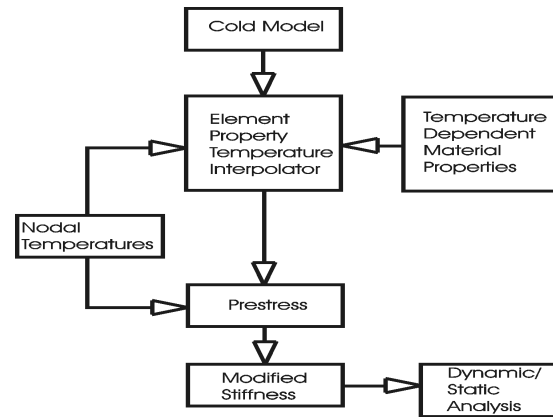 Cold Model
Element
Property
Temperature
Interpolator
Temperature
Dependent
Material
Properties
Nodal
Temperatures
Prestress
Modified
Stiffness
Dynamic/
Static
Analysis